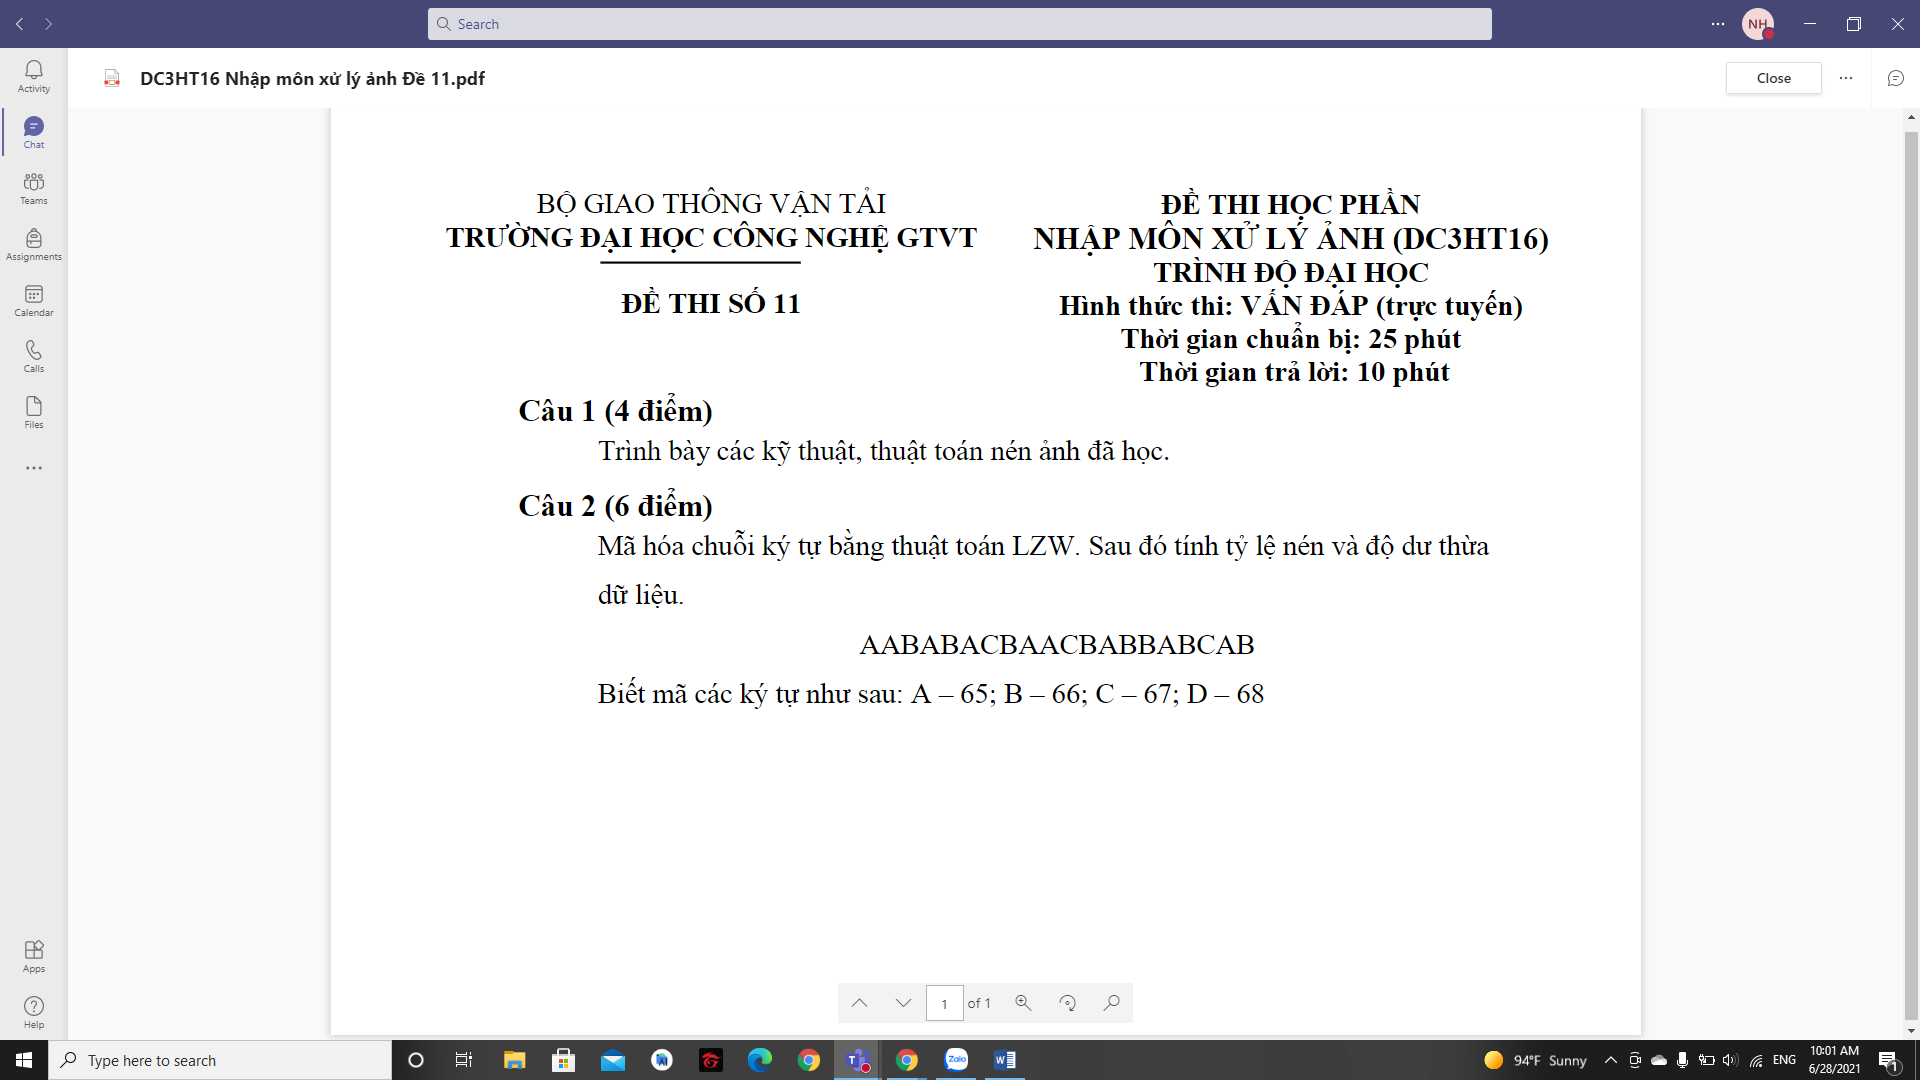 Search
NH
Activity
Chat
Teams
Assignments
Calendar
Calls
Files
Apps
Help
DC3HT16 Nhập môn xử lý ảnh Đề 11.pdf
Close
BỘ GIAO THÔNG VẬN TẢI
TRƯỜNG ĐẠI HỌC CÔNG NGHỆ GTVT
ĐỀ THI SỐ 11
ĐỀ THI HỌC PHẦN
NHẬP MÔN XỬ LÝ ẢNH (DC3HT16)
TRÌNH ĐỘ ĐẠI HỌC
Hình thức thi: VẤN ĐÁP (trực tuyến)
Thời gian chuẩn bị: 25 phút
Thời gian trả lời: 10 phút
Câu 1 (4 điểm)
Trình bày các kỹ thuật, thuật toán nén ảnh đã học.
Câu 2 (6 điểm)
Mã hóa chuỗi ký tự bằng thuật toán LZW. Sau đó tính tỷ lệ nén và độ dư thừa
dữ liệu.
AABABACBAACBABBABCAB
Biết mã các ký tự như sau: A – 65; B – 66; C – 67; D – 68
1 of 1
Type here to search
Zalo
94°F Sunny
ENG
10:01 AM
6/28/2021
1